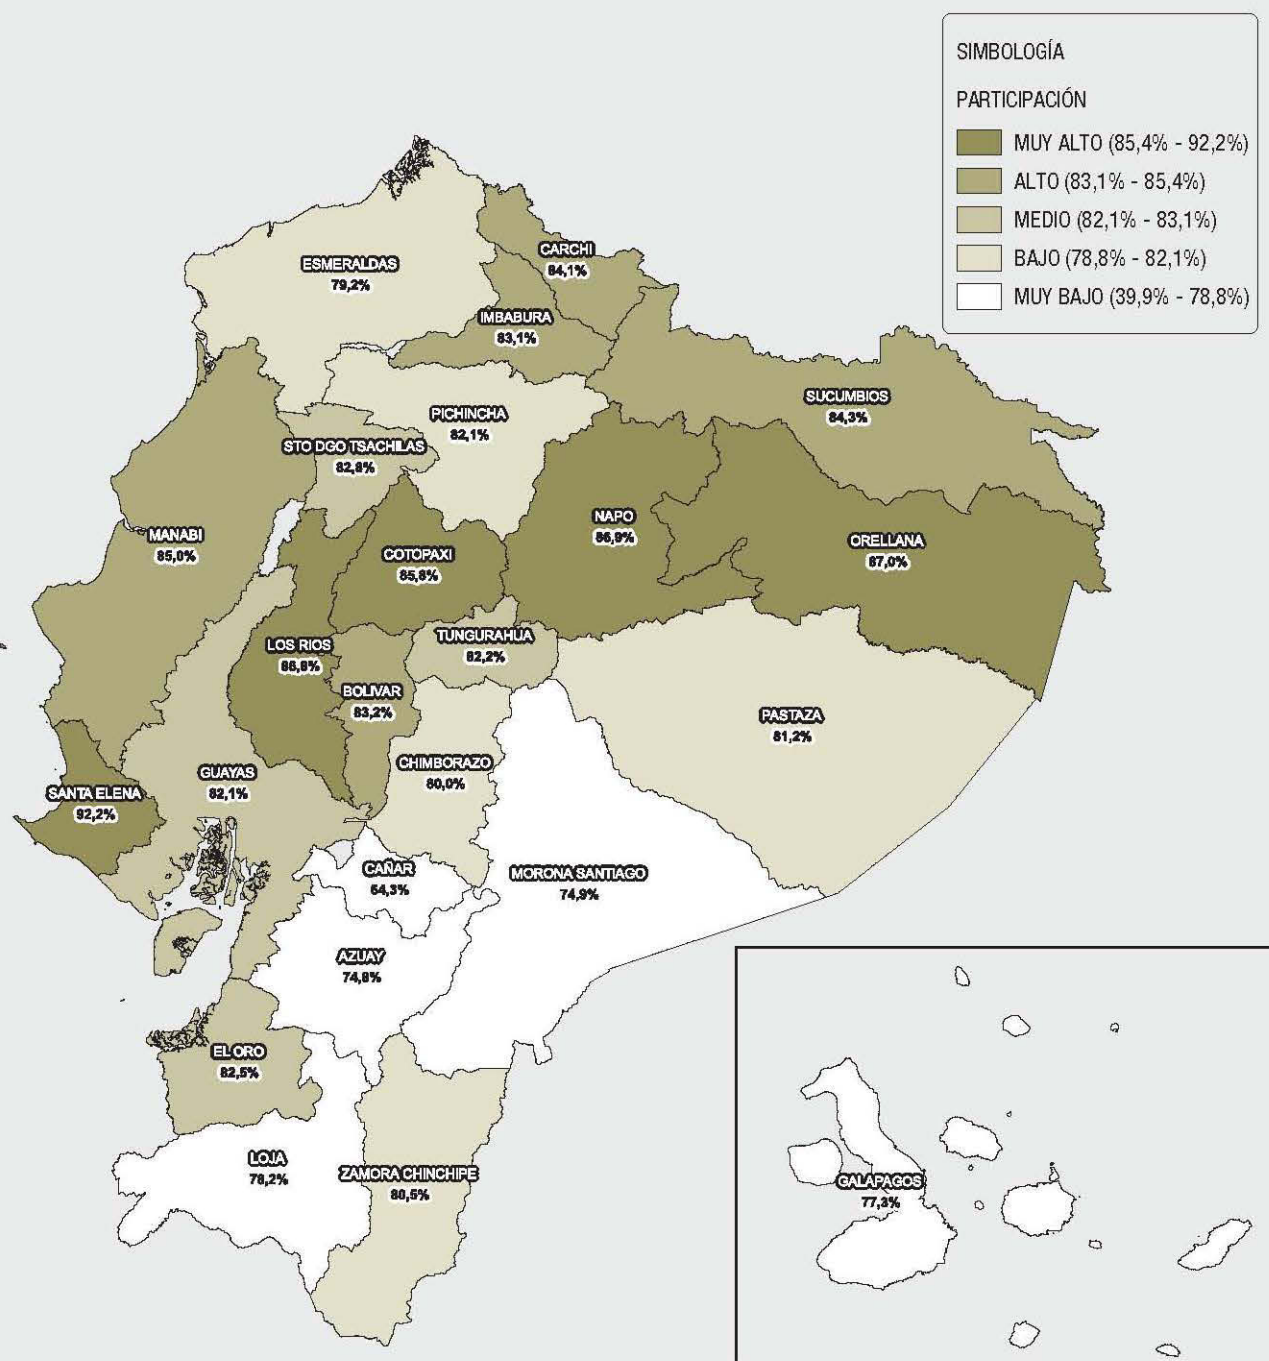 SIMBOLOGÍA
PARTICIPACIÓN
MUY ALTO (85,4% - 92,2%)
ALTO (83,1% - 85,4%)
MEDIO (82,1% - 83,1%)
BAJO (78,8% - 82,1%)
MUY BAJO (39,9% - 78,8%)
CARCHI
84,1%
ESMERALDAS
79,2%
IMBABURA
83,1%
SUCUMBIOS
84,3%
PICHINCHA
82,1%
STO DGO TSACHILAS
82,8%
NAPO
86,9%
MANABI
85,0%
ORELLANA
87,0%
COTOPAXI
85,8%
TUNGURAHUA
82,2%
LOS RIOS
86,8%
BOLIVAR
83,2%
PASTAZA
81,2%
CHIMBORAZO
80,0%
GUAYAS
82,1%
SANTA ELENA
92,2%
CAÑAR
64,3%
MORONA SANTIAGO
74,9%
AZUAY
74,8%
EL ORO
82,5%
LOJA
78,2%
ZAMORA CHINCHIPE
80,5%
GALAPAGOS
77,3%